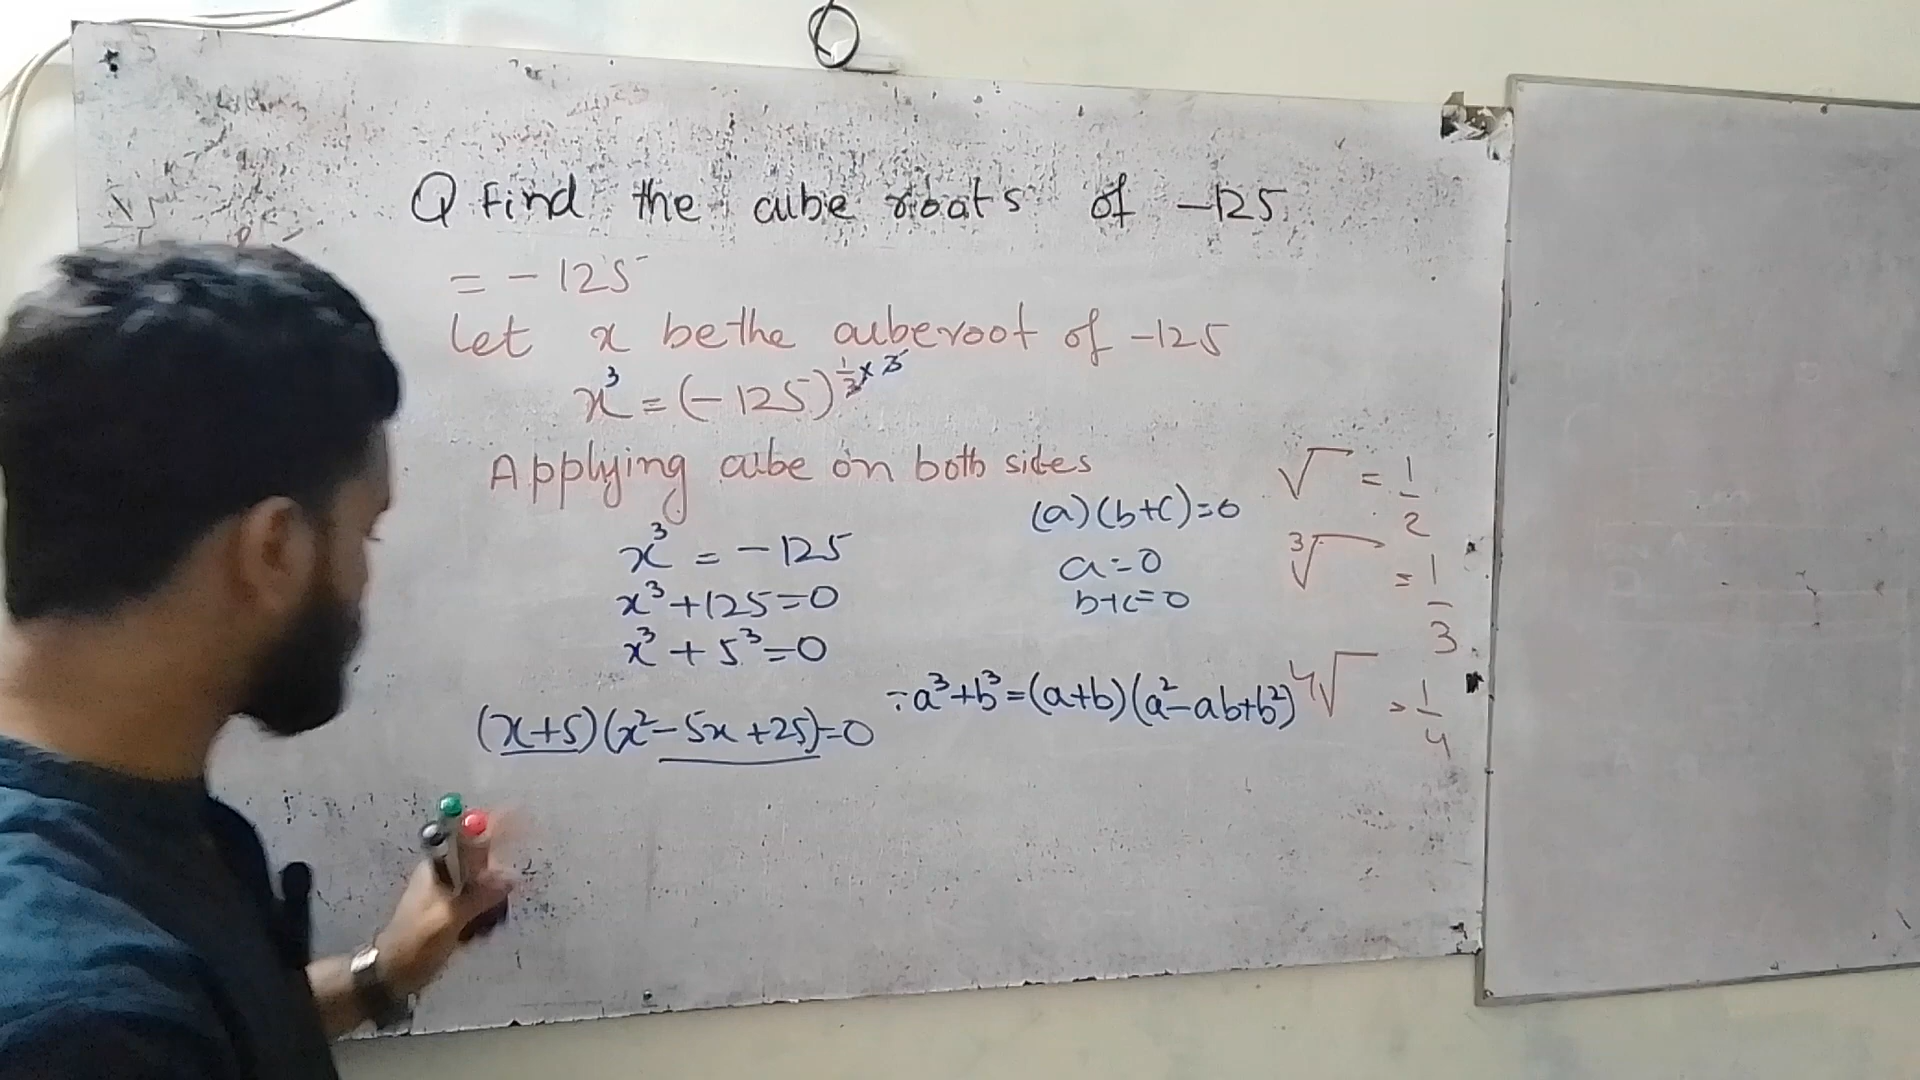 Q Find the cube roots of -125
= - 125
Let x be the cuberoot of -125
x³ = (-125)^1/3 × 3
Applying cube on both sides
x³ = -125
x³ + 125 = 0
x³ + 5³ = 0
(x+5)(x² - 5x + 25) = 0
(a)(b+c)=0
a=0
b+c=0
∵ a³+b³=(a+b)(a²-ab+b²)
√ = 1/2
³√ = 1/3
⁴√ = 1/4